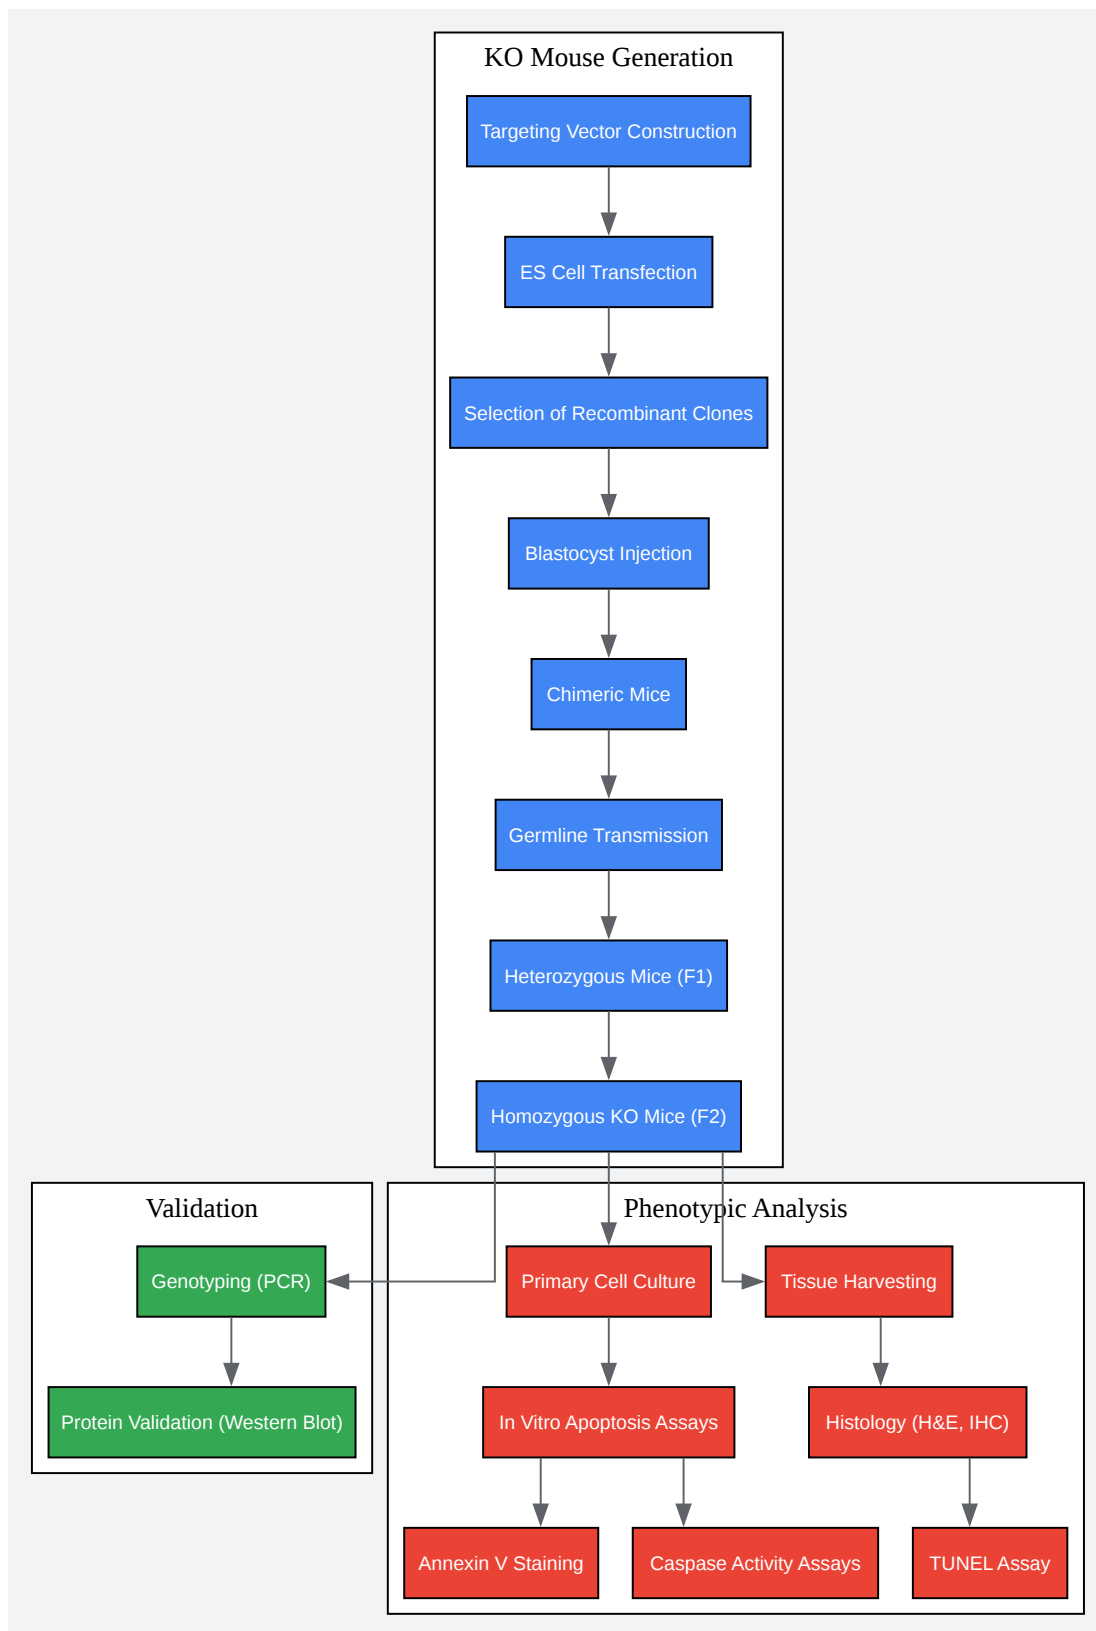 KO Mouse Generation
Targeting Vector Construction
ES Cell Transfection
Selection of Recombinant Clones
Blastocyst Injection
Chimeric Mice
Germline Transmission
Heterozygous Mice (F1)
Homozygous KO Mice (F2)
Validation
Genotyping (PCR)
Protein Validation (Western Blot)
Phenotypic Analysis
Primary Cell Culture
Tissue Harvesting
In Vitro Apoptosis Assays
Histology (H&E, IHC)
Annexin V Staining
Caspase Activity Assays
TUNEL Assay